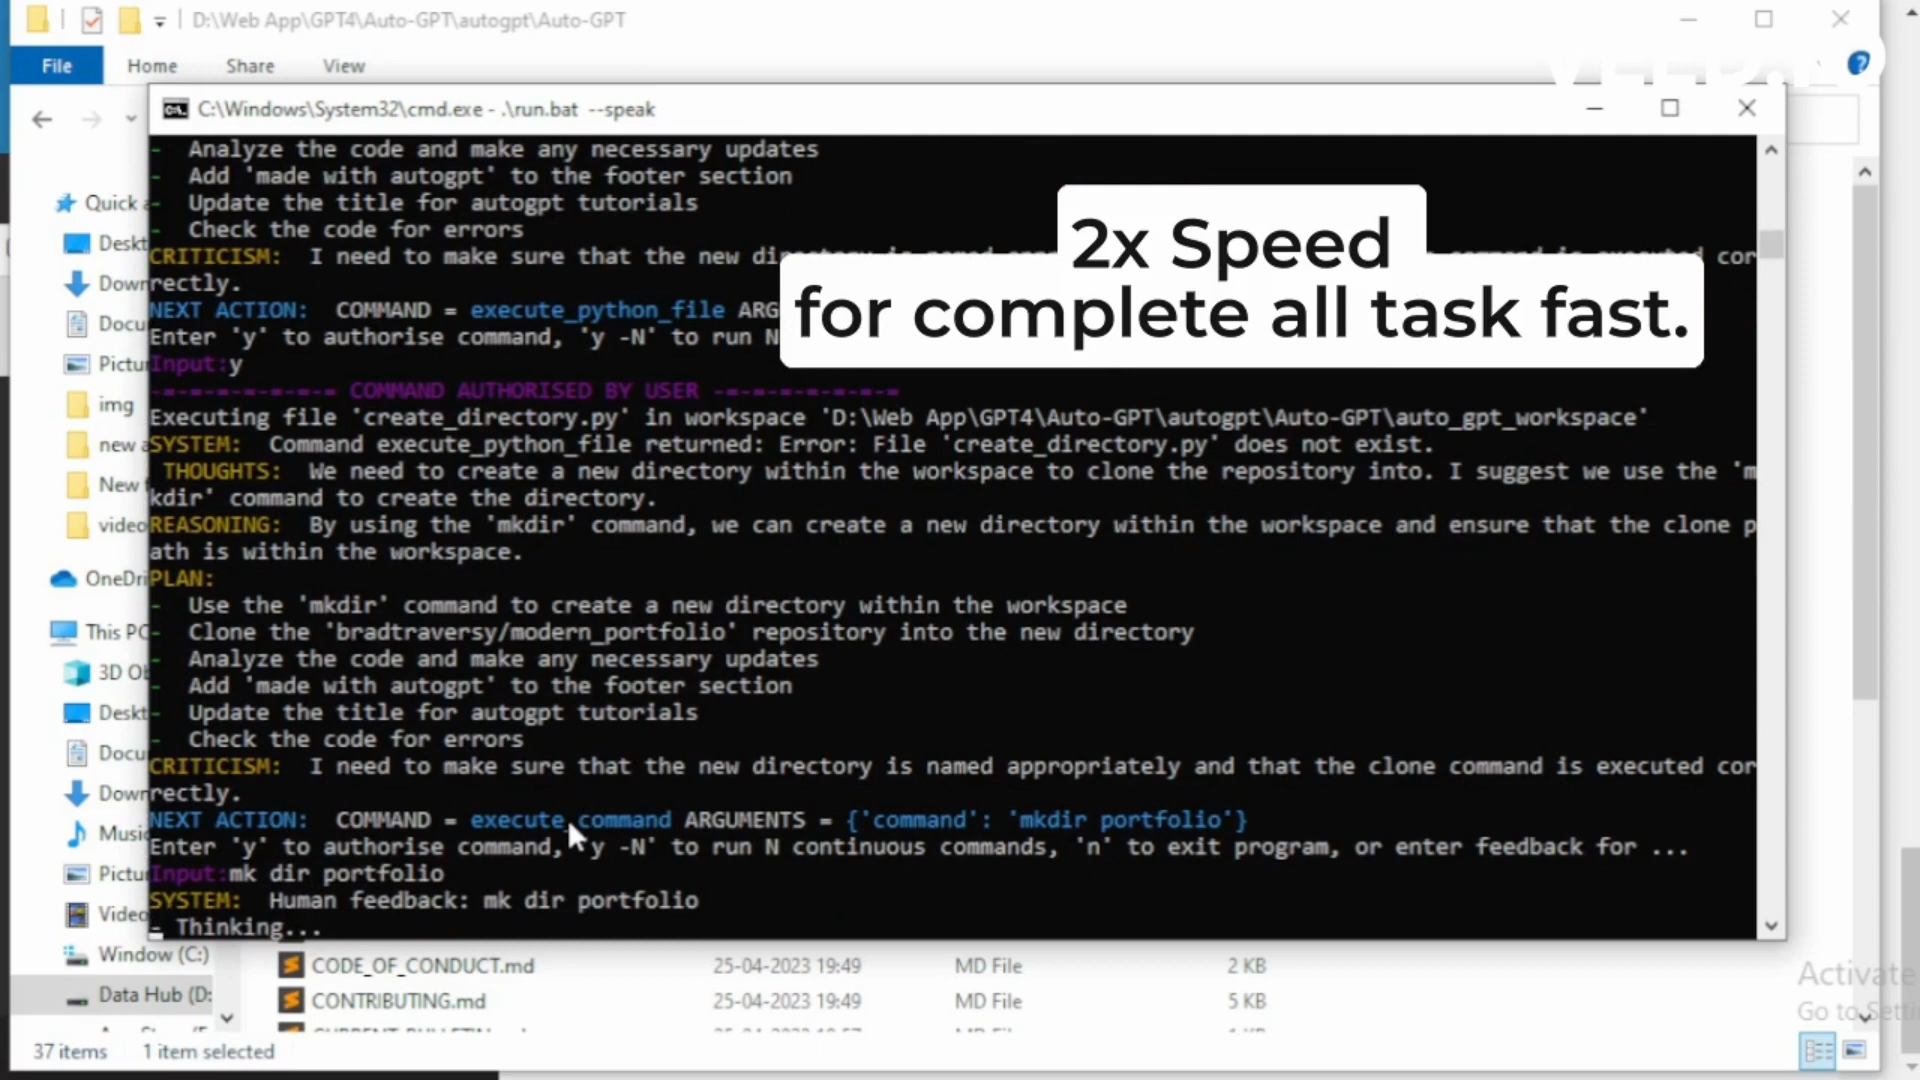 D:\Web App\GPT4\Auto-GPT\autogpt\Auto-GPT
File Home Share View
C:\Windows\System32\cmd.exe - .\run.bat --speak
- Analyze the code and make any necessary updates
- Add 'made with autogpt' to the footer section
- Update the title for autogpt tutorials
- Check the code for errors
CRITICISM: I need to make sure that the new command is executed cor
rectly.
2x Speed
for complete all task fast.
NEXT ACTION: COMMAND = execute_python_file
Enter 'y' to authorise command, 'y -N' to run N
Input:y
-=-=-=-=-=-=-= COMMAND AUTHORISED BY USER -=-=-=-=-=-=-=
Executing file 'create_directory.py' in workspace 'D:\Web App\GPT4\Auto-GPT\autogpt\Auto-GPT\auto_gpt_workspace'
SYSTEM: Command execute_python_file returned: Error: File 'create_directory.py' does not exist.
THOUGHTS: We need to create a new directory within the workspace to clone the repository into. I suggest we use the 'm
kdir' command to create the directory.
REASONING: By using the 'mkdir' command, we can create a new directory within the workspace and ensure that the clone p
ath is within the workspace.
PLAN:
- Use the 'mkdir' command to create a new directory within the workspace
- Clone the 'bradtraversy/modern_portfolio' repository into the new directory
- Analyze the code and make any necessary updates
- Add 'made with autogpt' to the footer section
- Update the title for autogpt tutorials
- Check the code for errors
CRITICISM: I need to make sure that the new directory is named appropriately and that the clone command is executed cor
rectly.
NEXT ACTION: COMMAND = execute_command ARGUMENTS = {'command': 'mkdir portfolio'}
Enter 'y' to authorise command, 'y -N' to run N continuous commands, 'n' to exit program, or enter feedback for ...
Input:mk dir portfolio
SYSTEM: Human feedback: mk dir portfolio
- Thinking...
Quick
img
new
New
OneDri
This PC
3D
Window (C:)
Data Hub (D:
CODE_OF_CONDUCT.md 25-04-2023 19:49 MD File 2 KB
CONTRIBUTING.md 25-04-2023 19:49 MD File 5 KB
Activate
Go to
37 items 1 item selected